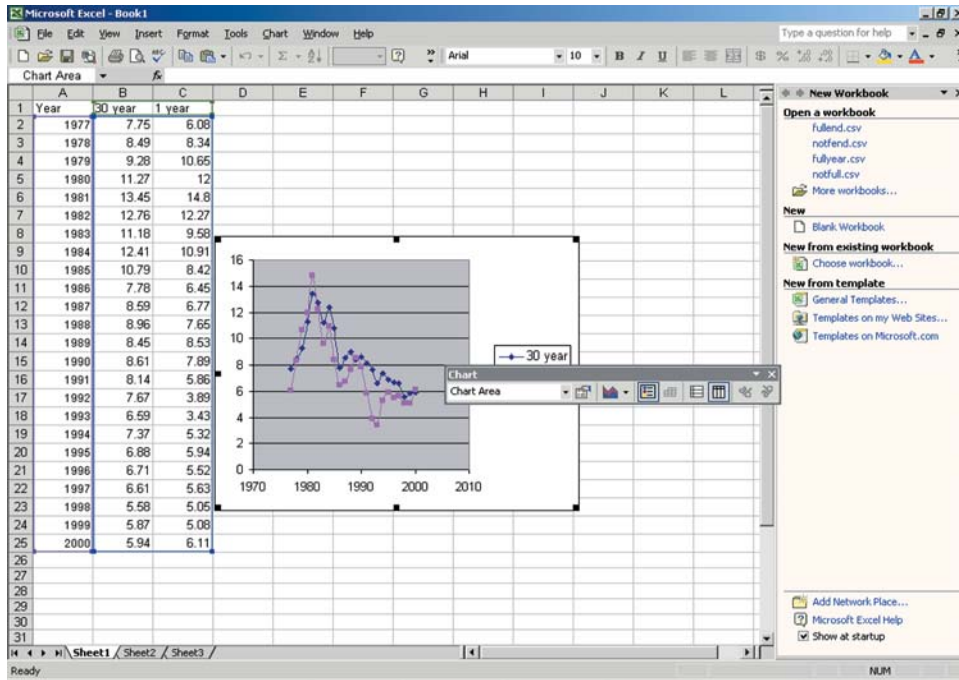 Microsoft Excel - Book1
File Edit View Insert Format Tools Chart Window Help
Type a question for help
Arial 10 B I U $ %
Chart Area fx
A B C D E F G H I J K L
1 Year 30 year 1 year
2 1977 7.75 6.08
3 1978 8.49 8.34
4 1979 9.28 10.65
5 1980 11.27 12
6 1981 13.45 14.8
7 1982 12.76 12.27
8 1983 11.18 9.58
9 1984 12.41 10.91
10 1985 10.79 8.42
11 1986 7.78 6.45
12 1987 8.59 6.77
13 1988 8.96 7.65
14 1989 8.45 8.53
15 1990 8.61 7.89
16 1991 8.14 5.86
17 1992 7.67 3.89
18 1993 6.59 3.43
19 1994 7.37 5.32
20 1995 6.88 5.94
21 1996 6.71 5.52
22 1997 6.61 5.63
23 1998 5.58 5.05
24 1999 5.87 5.08
25 2000 5.94 6.11
26
27
28
29
30
31
16
14
12
10
8
6
4
2
0
1970 1980 1990 2000 2010
30 year
Chart
Chart Area
New Workbook
Open a workbook
fullend.csv
notfend.csv
fullyear.csv
notfull.csv
More workbooks...
New
Blank Workbook
New from existing workbook
Choose workbook...
New from template
General Templates...
Templates on my Web Sites...
Templates on Microsoft.com
Add Network Place...
Microsoft Excel Help
Show at startup
Sheet1 Sheet2 Sheet3
Ready NUM